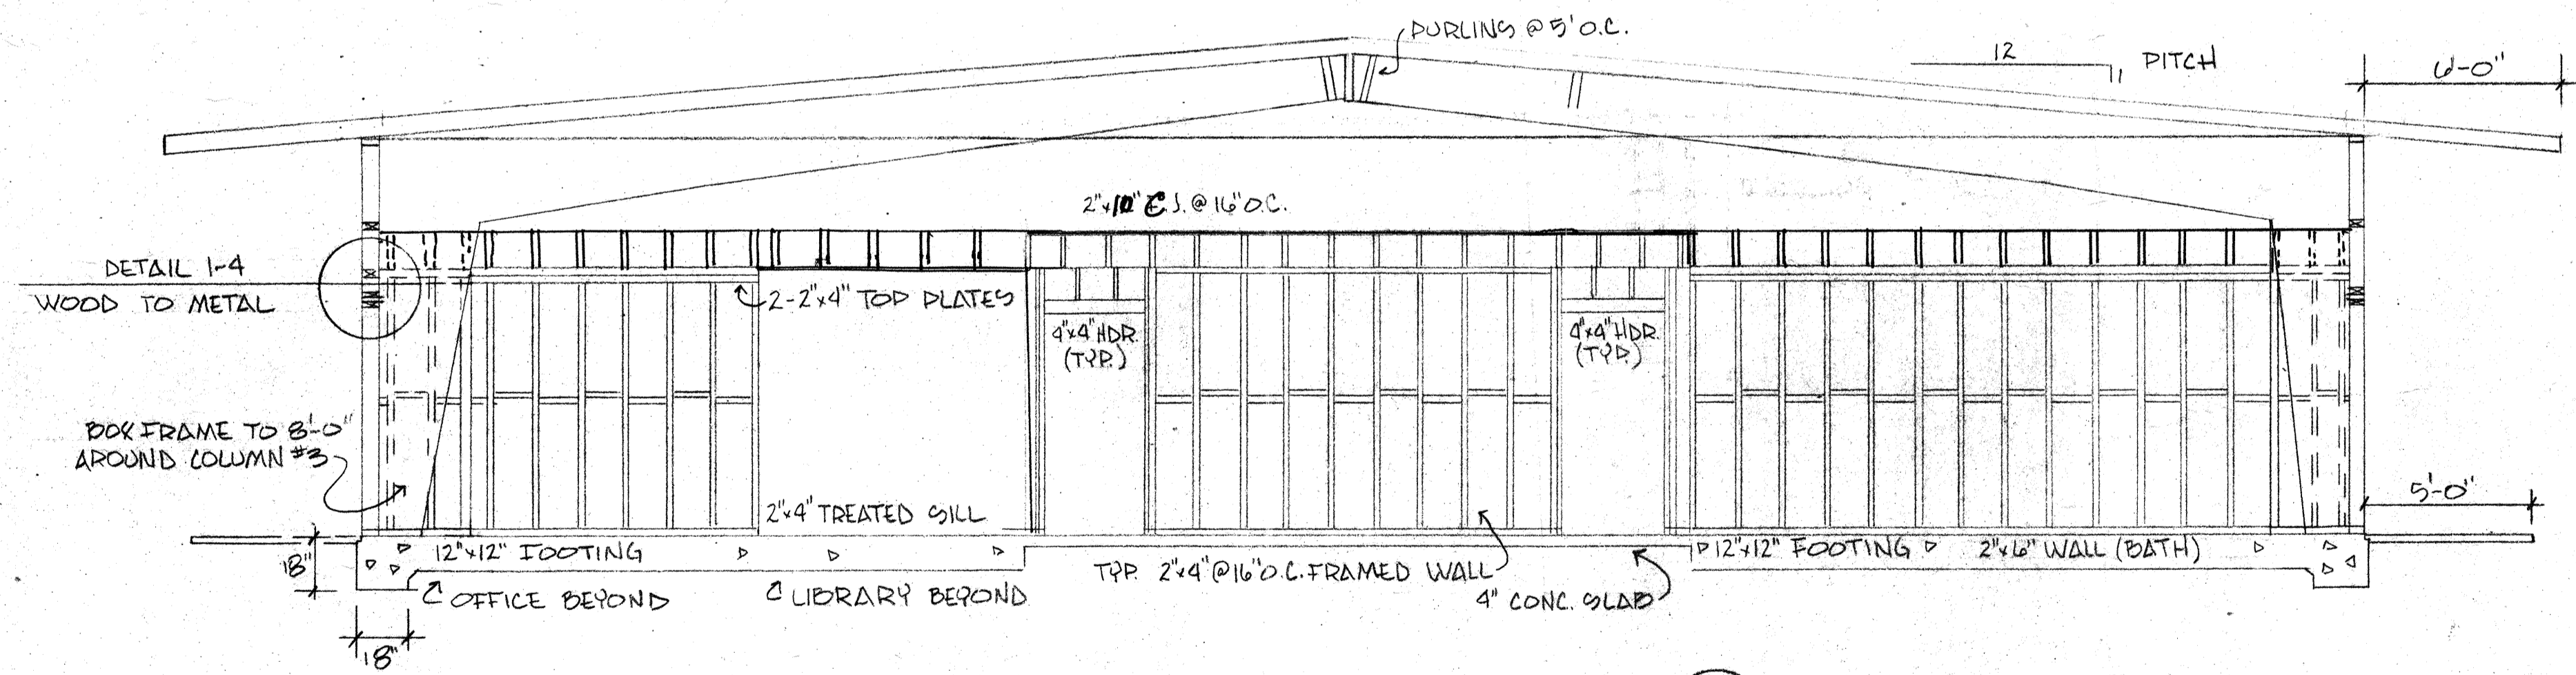 PURLINS @ 5' O.C.
12
1 PITCH
6'-0"
2"x10" C.J. @ 16" O.C.
DETAIL 1-4
WOOD TO METAL
2-2"x4" TOP PLATES
4"x4" HDR.
(TYP.)
4"x4" HDR.
(TYP.)
BOX FRAME TO 8'-0"
AROUND COLUMN #3
2"x4" TREATED SILL
5'-0"
18"
12"x12" FOOTING
12"x12" FOOTING
2"x6" WALL (BATH)
TYP. 2"x4" @ 16" O.C. FRAMED WALL
OFFICE BEYOND
LIBRARY BEYOND
4" CONC. SLAB
18"